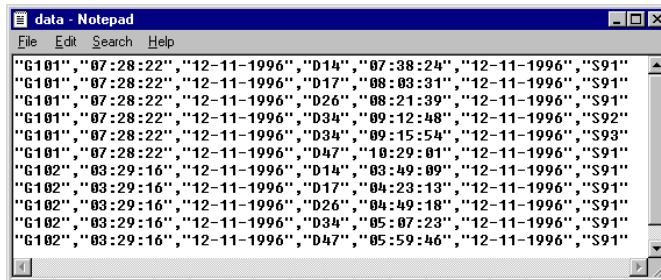 data - Notepad
File Edit Search Help
"G101","07:28:22","12-11-1996","D14","07:38:24","12-11-1996","S91"
"G101","07:28:22","12-11-1996","D17","08:03:31","12-11-1996","S91"
"G101","07:28:22","12-11-1996","D26","08:21:39","12-11-1996","S91"
"G101","07:28:22","12-11-1996","D34","09:12:48","12-11-1996","S92"
"G101","07:28:22","12-11-1996","D34","09:15:54","12-11-1996","S93"
"G101","07:28:22","12-11-1996","D47","10:29:01","12-11-1996","S91"
"G102","03:29:16","12-11-1996","D14","03:49:09","12-11-1996","S91"
"G102","03:29:16","12-11-1996","D17","04:23:13","12-11-1996","S91"
"G102","03:29:16","12-11-1996","D26","04:49:18","12-11-1996","S91"
"G102","03:29:16","12-11-1996","D34","05:07:23","12-11-1996","S91"
"G102","03:29:16","12-11-1996","D47","05:59:46","12-11-1996","S91"